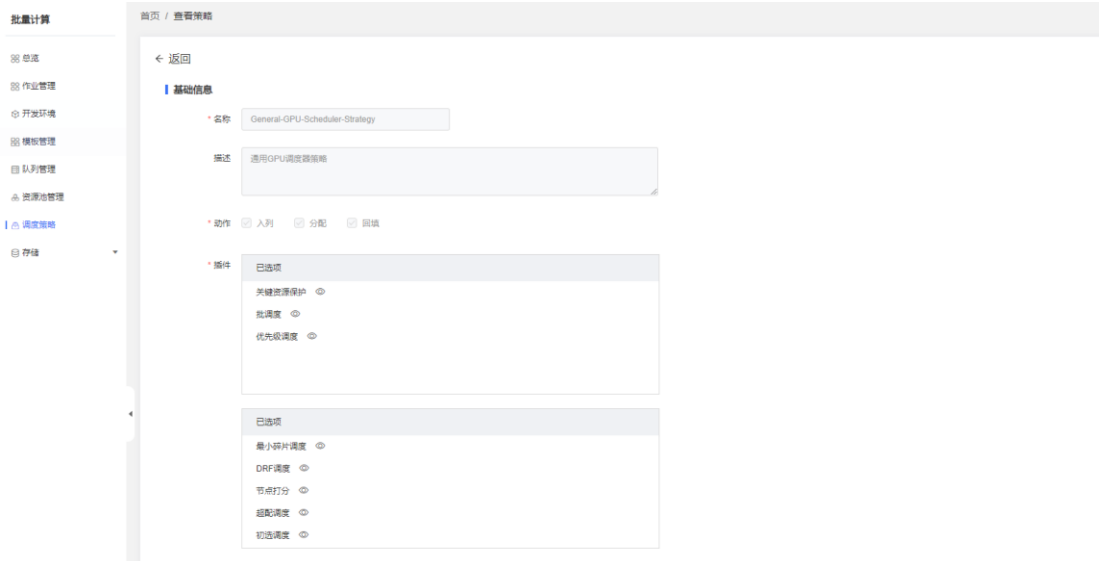 批量计算
首页 / 查看策略
总览
作业管理
开发环境
模板管理
队列管理
资源池管理
调度策略
存储
← 返回
基础信息
* 名称 General-GPU-Scheduler-Strategy
描述 通用GPU调度器策略
* 动作 入列 分配 回填
* 插件 已选项
关键资源保护
批调度
优先级调度
已选项
最小碎片调度
DRF调度
节点打分
超配调度
初选调度